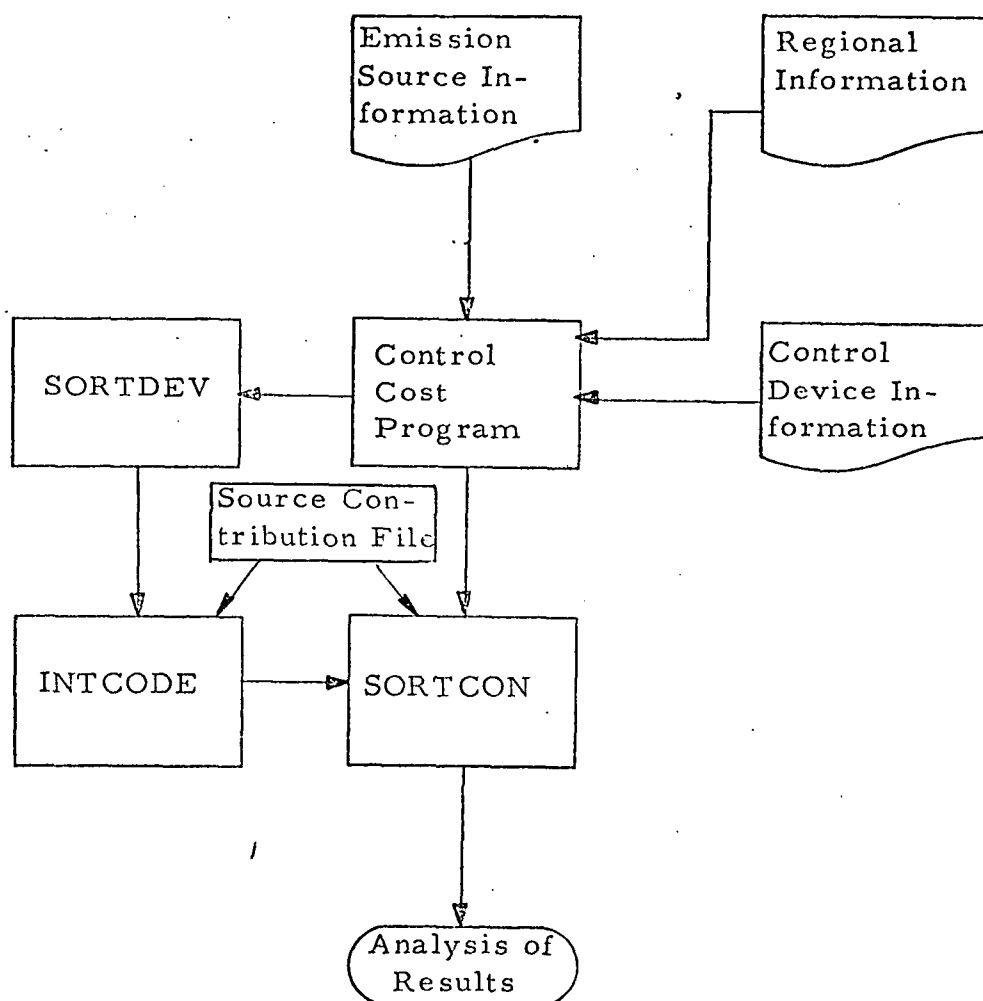 Emission
Source In-
formation
Regional
Information
SORTDEV
Control
Cost
Program
Control
Device In-
formation
Source Con-
tribution File
INTCODE
SORTCON
Analysis of
Results